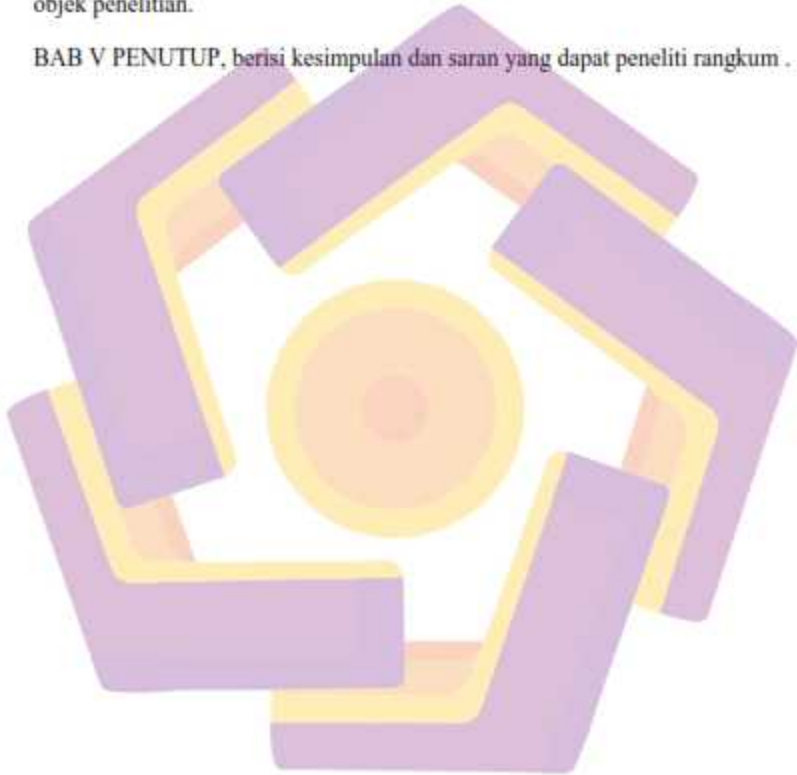 objek penelitian.
BAB V PENUTUP, berisi kesimpulan dan saran yang dapat peneliti rangkum .